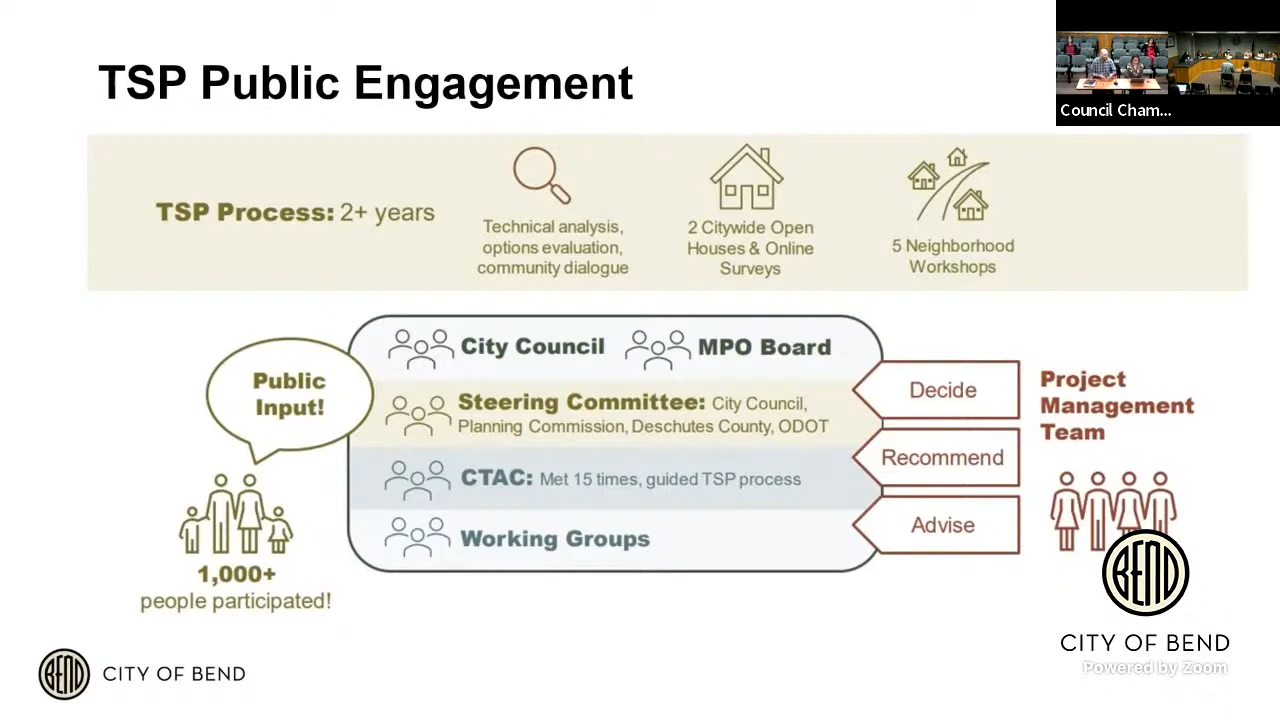 TSP Public Engagement
Council Cham...
TSP Process: 2+ years
Technical analysis,
options evaluation,
community dialogue
2 Citywide Open
Houses & Online
Surveys
5 Neighborhood
Workshops
Public
Input!
1,000+
people participated!
City Council
MPO Board
Steering Committee: City Council,
Planning Commission, Deschutes County, ODOT
CTAC: Met 15 times, guided TSP process
Working Groups
Decide
Recommend
Advise
Project
Management
Team
BEND
CITY OF BEND
Powered by Zoom
BEND
CITY OF BEND